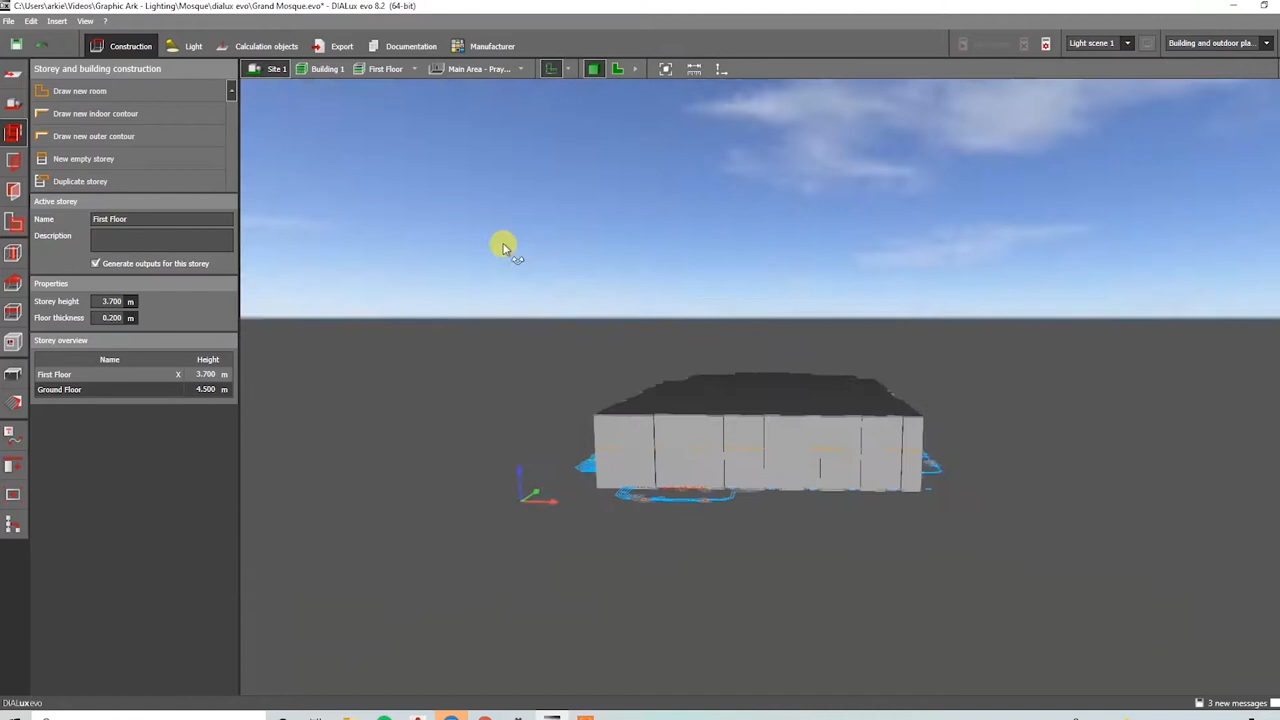 C:\Users\arkie\Videos\Graphic Ark - Lighting\Mosque\dialux evo\Grand Mosque.evo* - DIALux evo 8.2 (64-bit)
File Edit Insert View ?
Construction Light Calculation objects Export Documentation Manufacturer Light scene 1 Building and outdoor pla...
Storey and building construction Site 1 Building 1 First Floor Main Area - Pray...
Draw new room
Draw new indoor contour
Draw new outer contour
New empty storey
Duplicate storey
Active storey
Name First Floor
Description
Generate outputs for this storey
Properties
Storey height 3.700 m
Floor thickness 0.200 m
Storey overview
Name Height
First Floor X 3.700 m
Ground Floor 4.500 m
DIALux evo 3 new messages